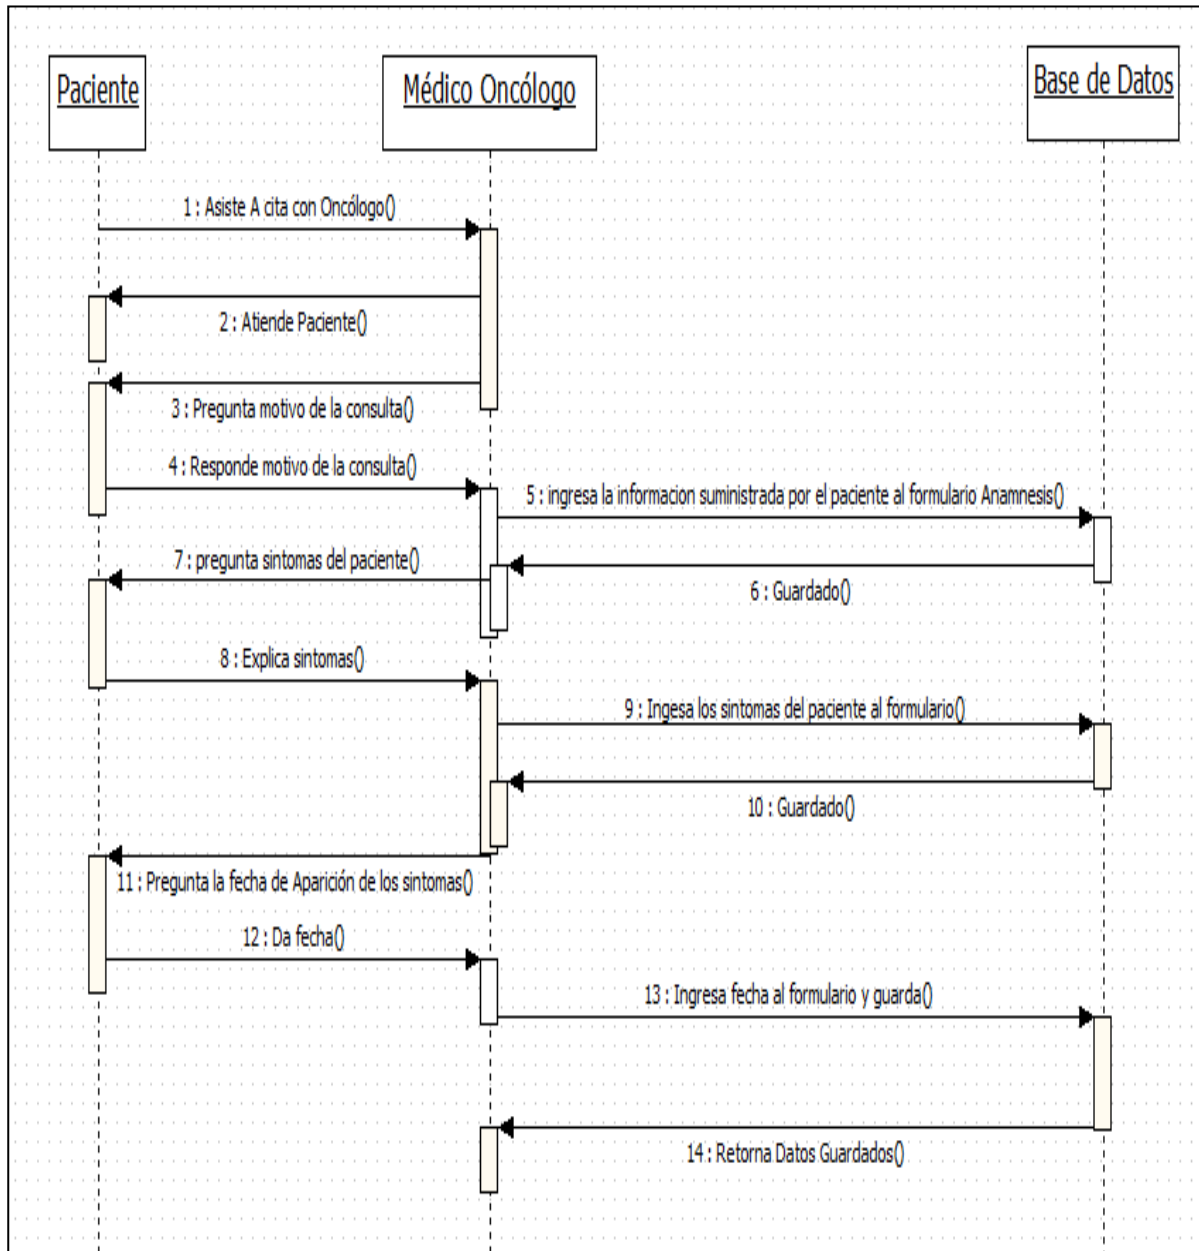 Paciente
Médico Oncólogo
Base de Datos
1 : Asiste A cita con Oncólogo()
2 : Atiende Paciente()
3 : Pregunta motivo de la consulta()
4 : Responde motivo de la consulta()
5 : ingresa la informacion suministrada por el paciente al formulario Anamnesis()
6 : Guardado()
7 : pregunta sintomas del paciente()
8 : Explica sintomas()
9 : Ingesa los sintomas del paciente al formulario()
10 : Guardado()
11 : Pregunta la fecha de Aparición de los sintomas()
12 : Da fecha()
13 : Ingresa fecha al formulario y guarda()
14 : Retorna Datos Guardados()